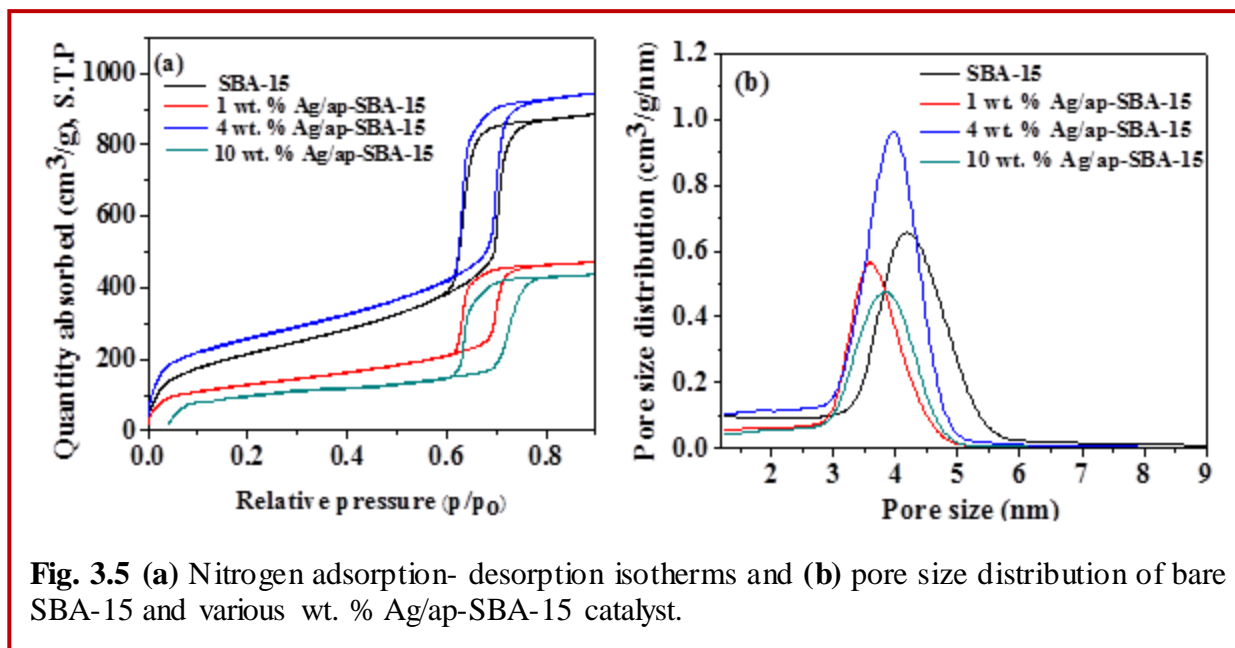 (a)
SBA-15
1 wt. % Ag/ap-SBA-15
4 wt. % Ag/ap-SBA-15
10 wt. % Ag/ap-SBA-15
Quantity absorbed (cm³/g), S.T.P
1000
800
600
400
200
0
0.0 0.2 0.4 0.6 0.8
Relative pressure (p/p₀)
(b)
SBA-15
1 wt. % Ag/ap-SBA-15
4 wt. % Ag/ap-SBA-15
10 wt. % Ag/ap-SBA-15
Pore size distribution (cm³/g/nm)
1.2
1.0
0.8
0.6
0.4
0.2
0.0
2 3 4 5 6 7 8 9
Pore size (nm)
Fig. 3.5 (a) Nitrogen adsorption- desorption isotherms and (b) pore size distribution of bare
SBA-15 and various wt. % Ag/ap-SBA-15 catalyst.